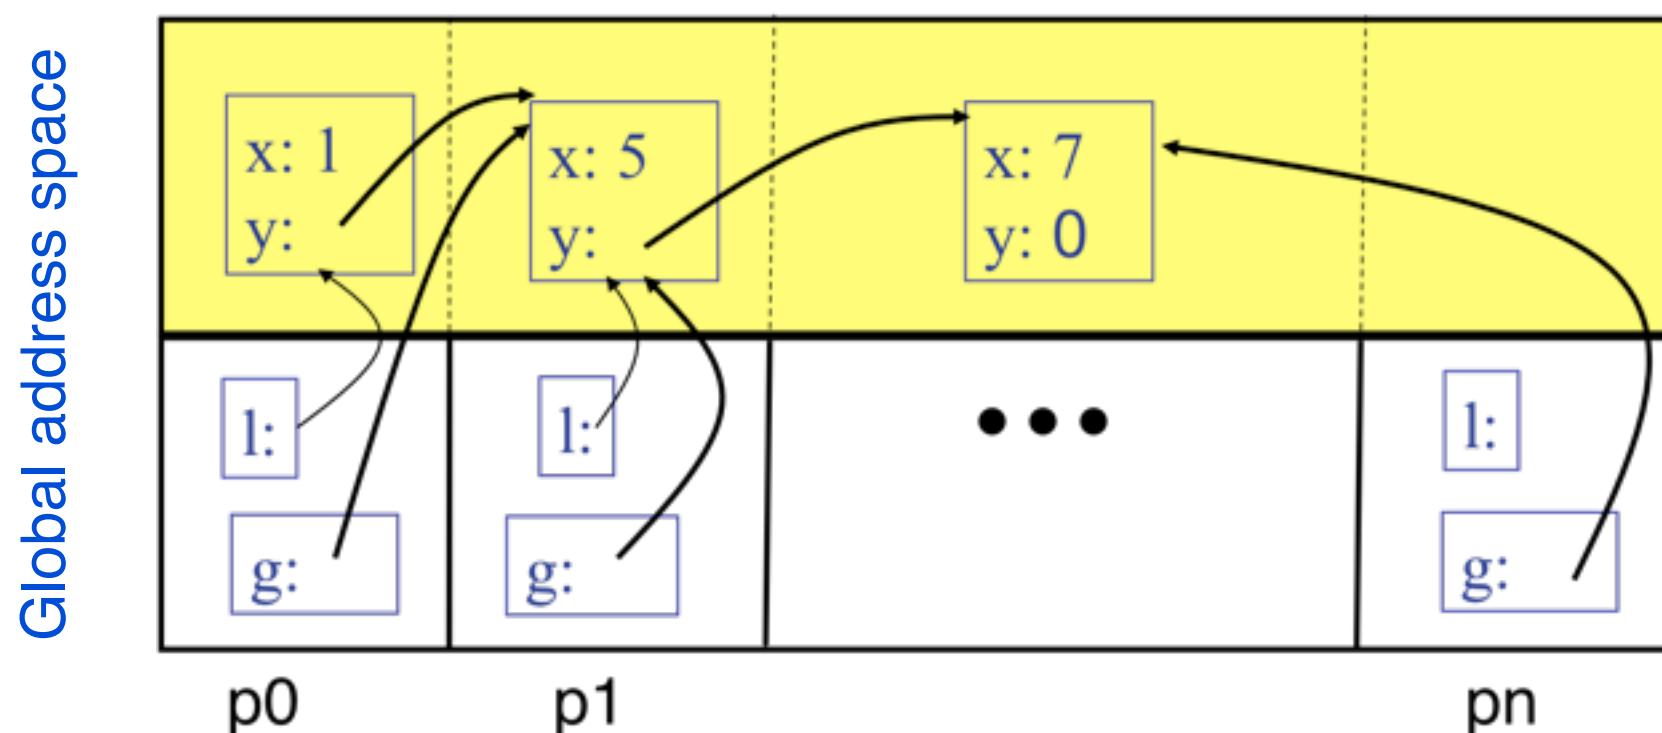 Global address space
x: 1
y:
x: 5
y:
x: 7
y: 0
l:
l:
l:
g:
g:
g:
p0
p1
pn